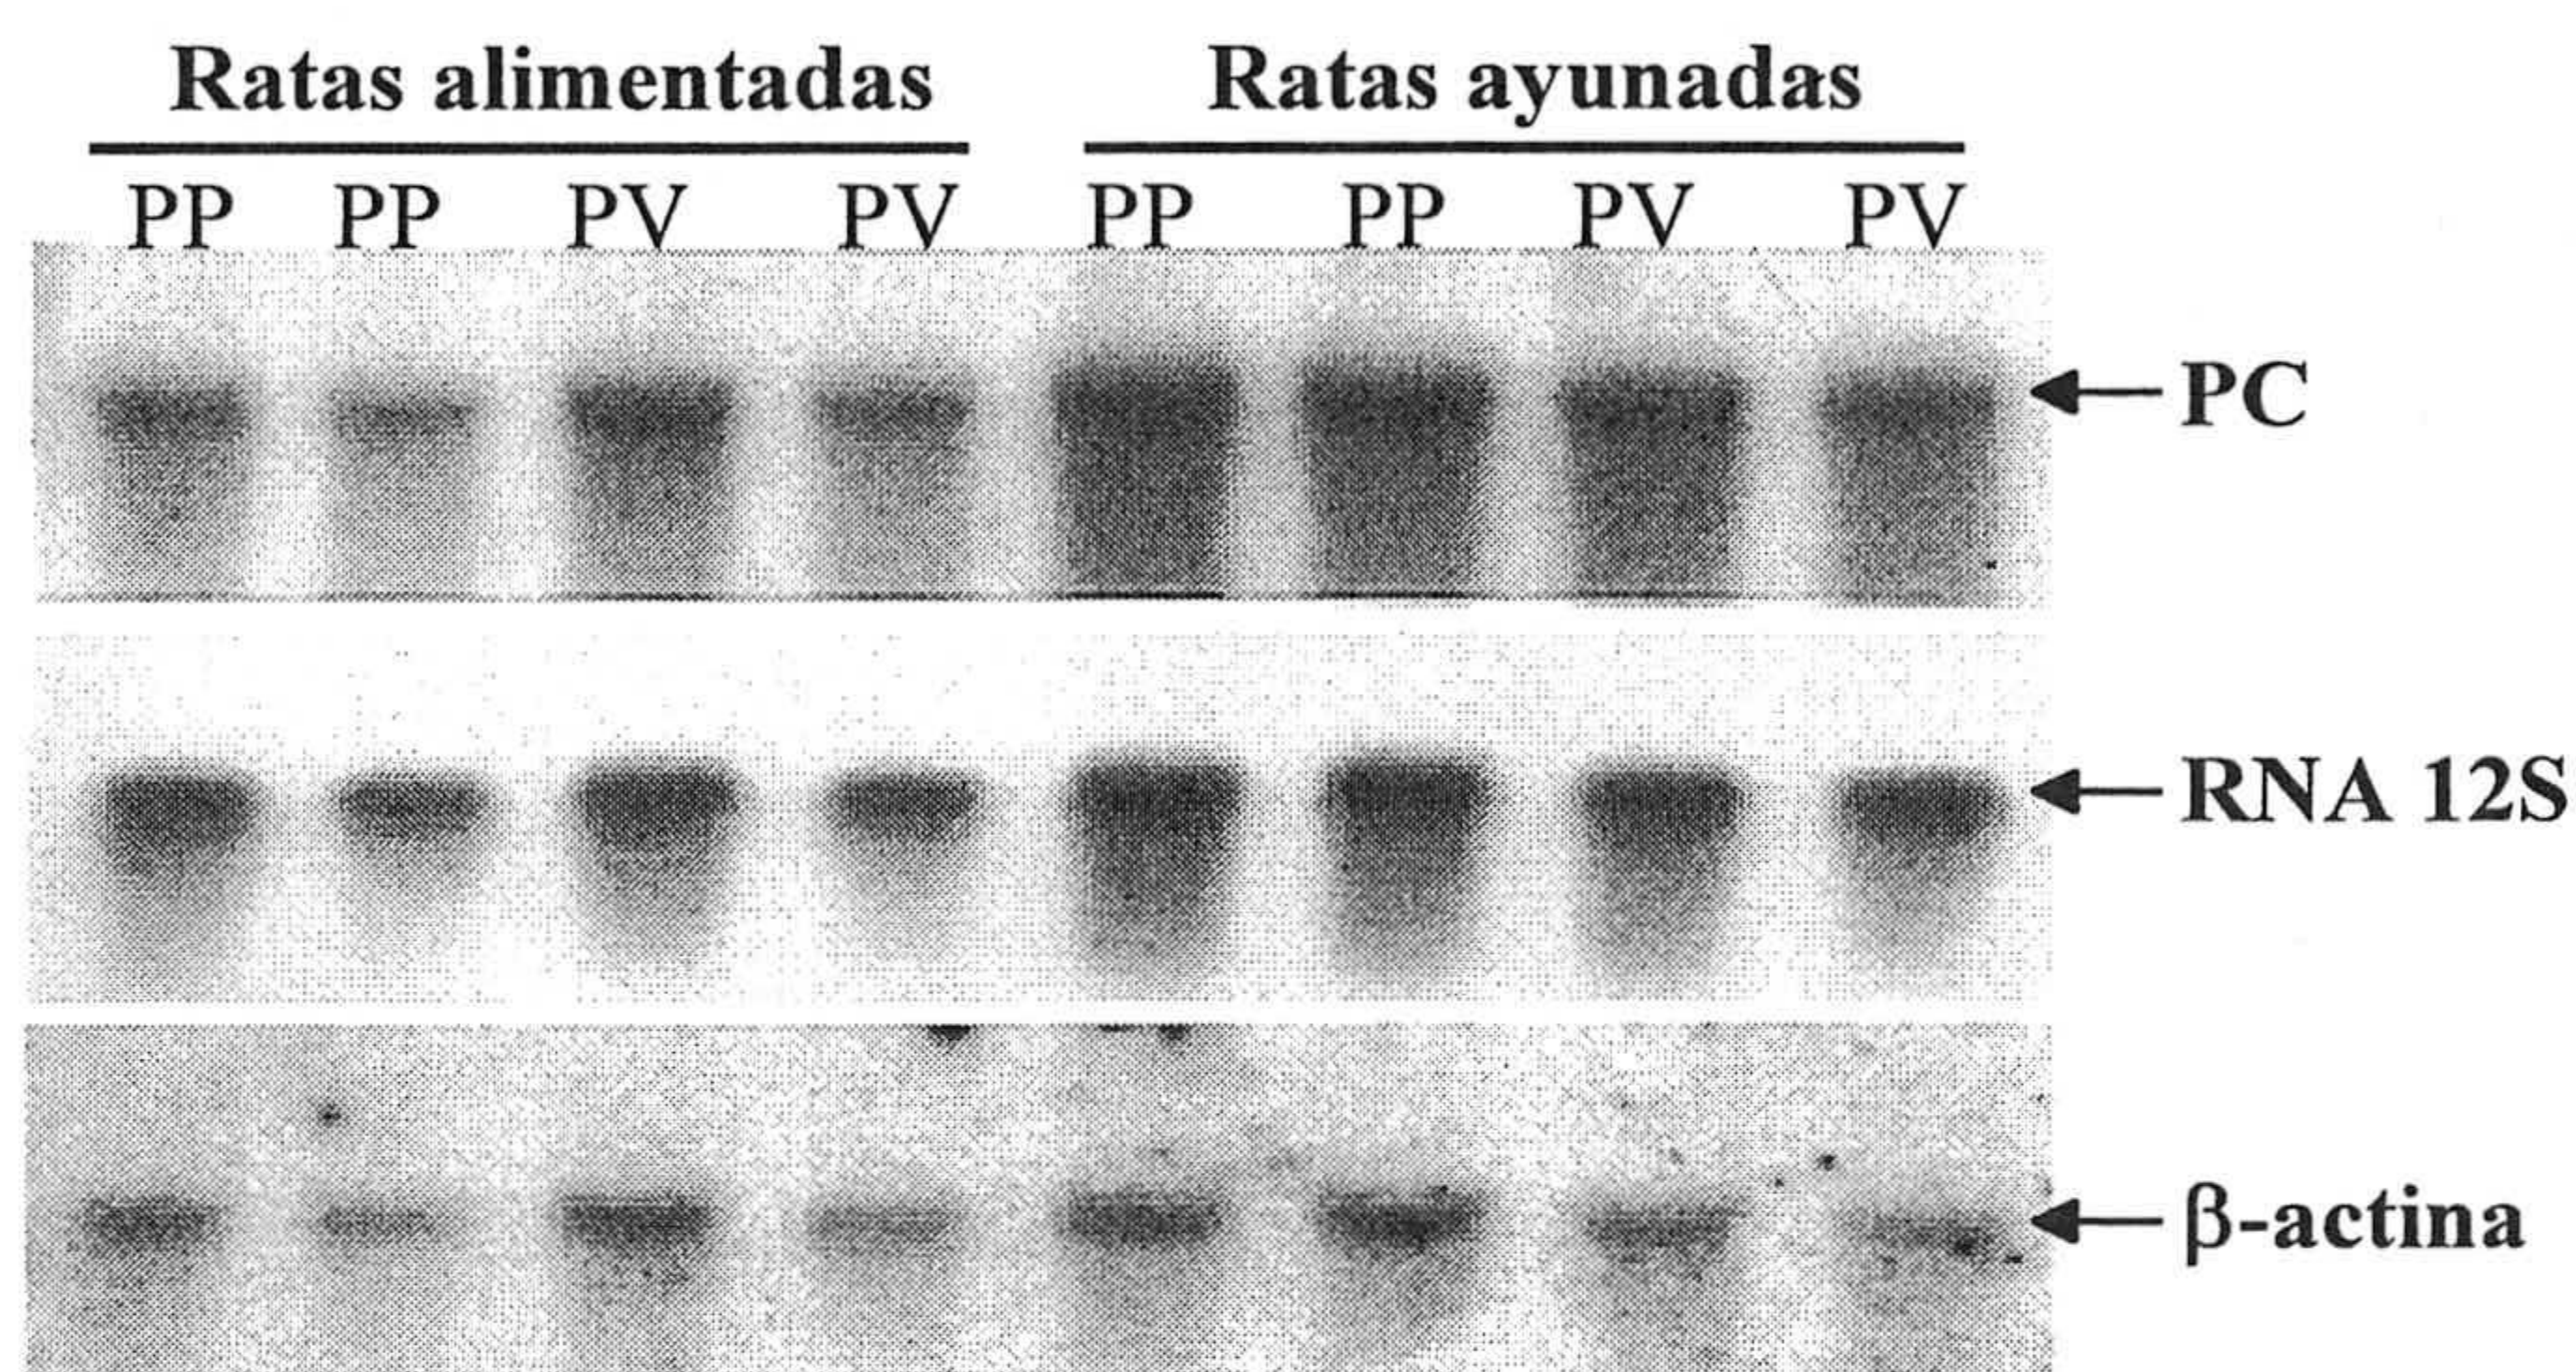 Ratas alimentadas Ratas ayunadas
PP PP PV PV PP PP PV PV
PC
RNA 12S
β-actina